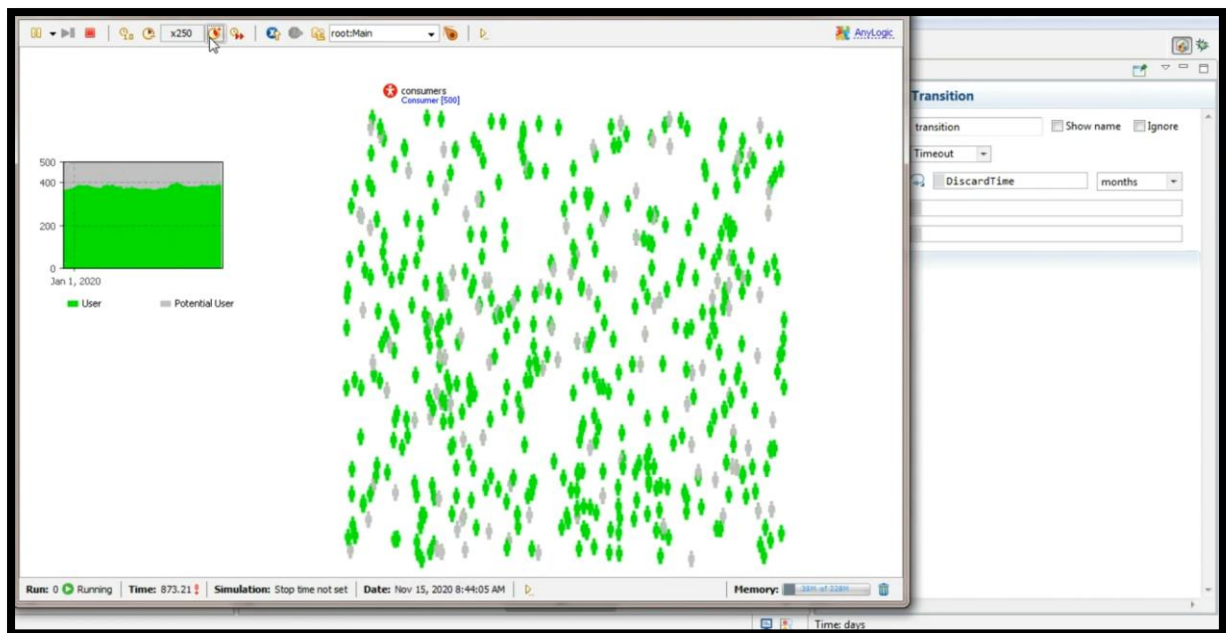 x250
root:Main
AnyLogic
consumers
Consumer [500]
500
400
200
0
Jan 1, 2020
User
Potential User
Run: 0 Running
Time: 873.21
Simulation: Stop time not set
Date: Nov 15, 2020 8:44:05 AM
Memory:
Transition
transition
Show name
Ignore
Timeout
DiscardTime
months
Time: days